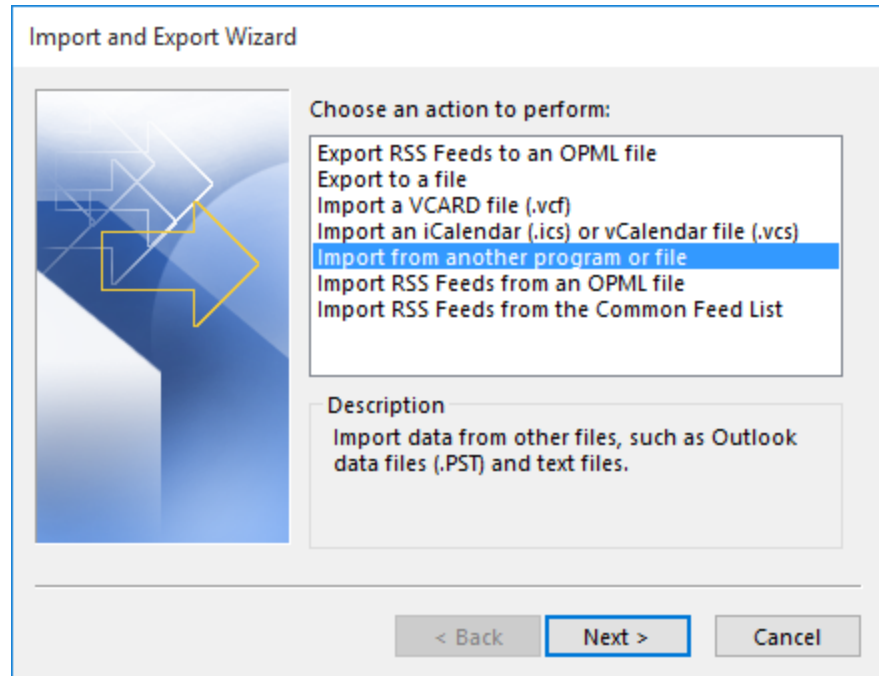 Import and Export Wizard
Choose an action to perform:
Export RSS Feeds to an OPML file
Export to a file
Import a VCARD file (.vcf)
Import an iCalendar (.ics) or vCalendar file (.vcs)
Import from another program or file
Import RSS Feeds from an OPML file
Import RSS Feeds from the Common Feed List
Description
Import data from other files, such as Outlook
data files (.PST) and text files.
< Back Next > Cancel